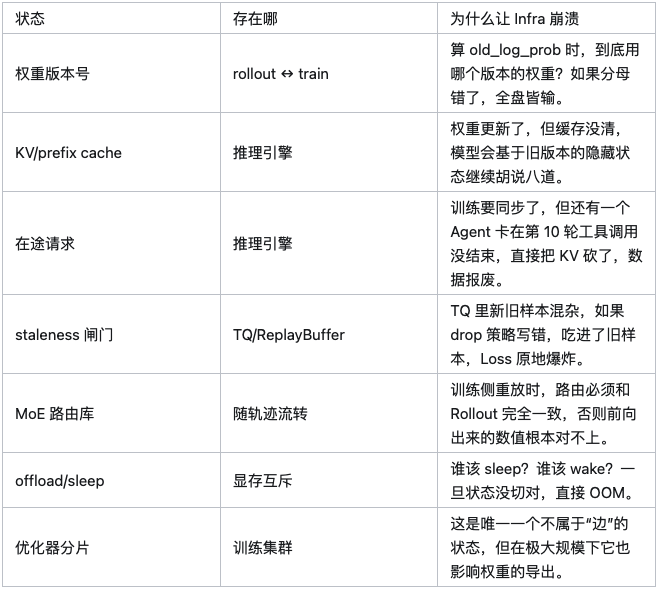 状态 存在哪 为什么让 Infra 崩溃
权重版本号 rollout ↔ train 算 old_log_prob 时，到底用
哪个版本的权重？如果分母
错了，全盘皆输。
KV/prefix cache 推理引擎 权重更新了，但缓存没清，
模型会基于旧版本的隐藏状
态继续胡说八道。
在途请求 推理引擎 训练要同步了，但还有一个
Agent 卡在第 10 轮工具调用
没结束，直接把 KV 砍了，数
据报废。
staleness 闸门 TQ/ReplayBuffer TQ 里新旧样本混杂，如果
drop 策略写错，吃进了旧样
本，Loss 原地爆炸。
MoE 路由库 随轨迹流转 训练侧重放时，路由必须和
Rollout 完全一致，否则前向
出来的数值根本对不上。
offload/sleep 显存互斥 谁该 sleep？谁该 wake？一
旦状态没切对，直接 OOM。
优化器分片 训练集群 这是唯一一个不属于“边”的
状态，但在极大规模下它也
影响权重的导出。